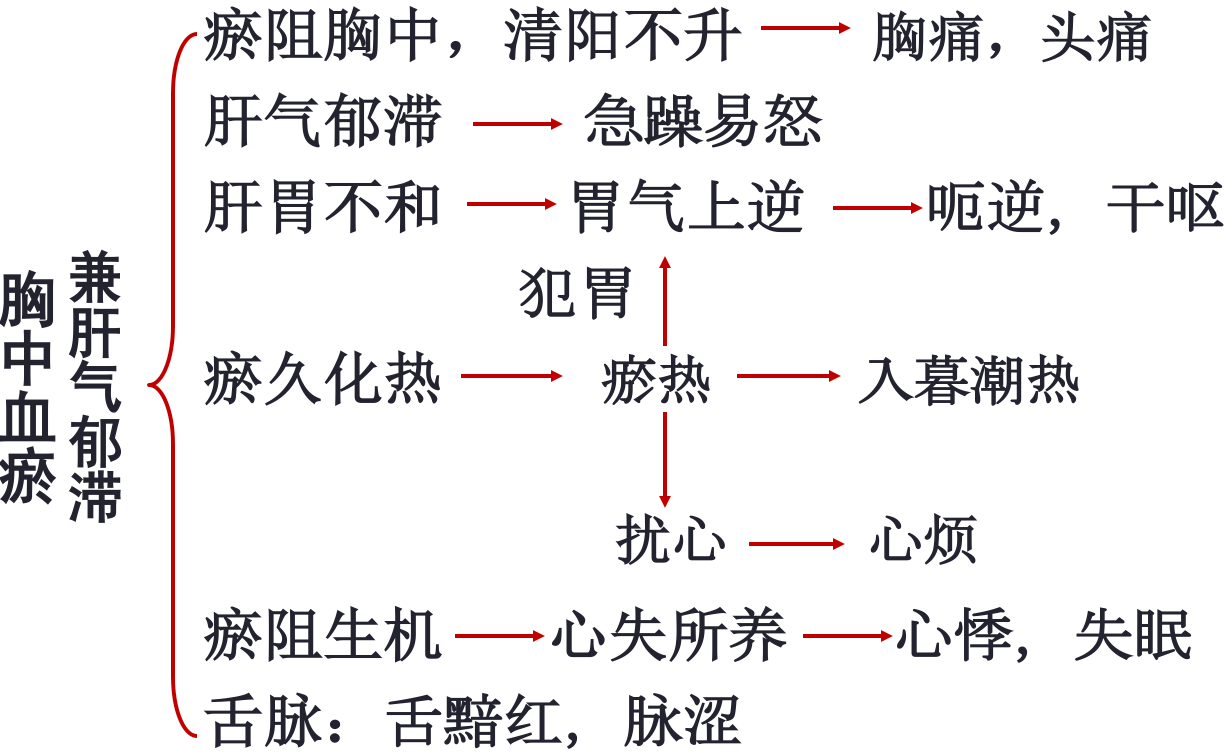 胸中血瘀
兼肝气郁滞
瘀阻胸中，清阳不升 胸痛，头痛
肝气郁滞 急躁易怒
肝胃不和 胃气上逆 呃逆，干呕
犯胃
瘀久化热 瘀热 入暮潮热
扰心 心烦
瘀阻生机 心失所养 心悸，失眠
舌脉：舌黯红，脉涩